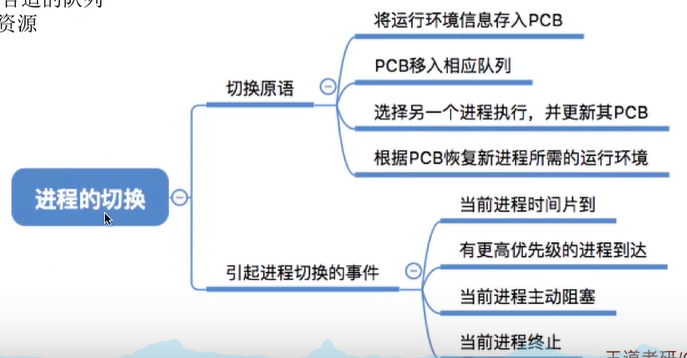 资源
进程的切换
切换原语
将运行环境信息存入PCB
PCB移入相应队列
选择另一个进程执行，并更新其PCB
根据PCB恢复新进程所需的运行环境
引起进程切换的事件
当前进程时间片到
有更高优先级的进程到达
当前进程主动阻塞
当前进程终止